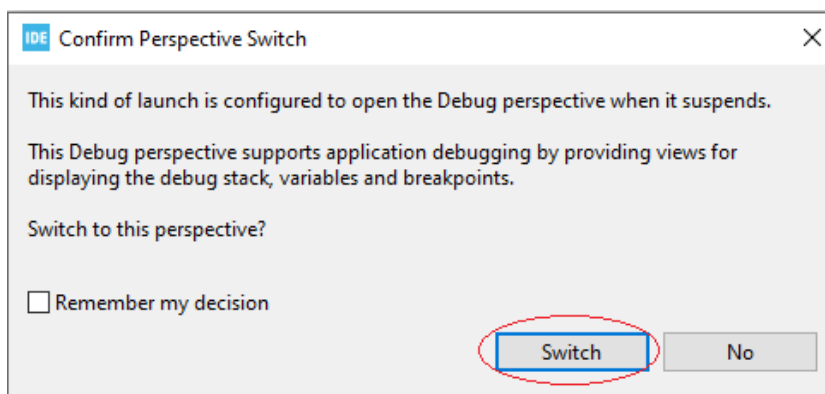 IDE Confirm Perspective Switch
This kind of launch is configured to open the Debug perspective when it suspends.
This Debug perspective supports application debugging by providing views for
displaying the debug stack, variables and breakpoints.
Switch to this perspective?
Remember my decision
Switch No